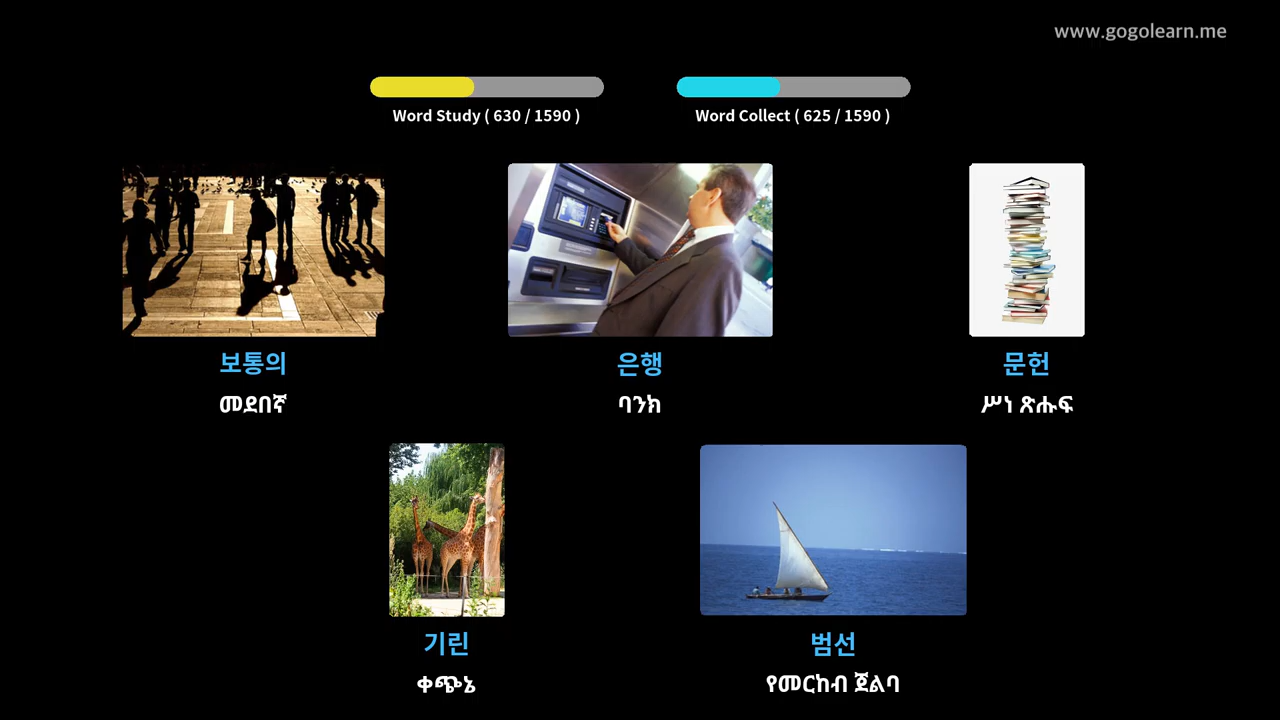 www.gogolearn.me
Word Study ( 630 / 1590 )
Word Collect ( 625 / 1590 )
보통의
은행
문헌
መደበኛ
ባንክ
ሥነ ጽሑፍ
기린
범선
ቀጭኔ
የመርከብ ጀልባ